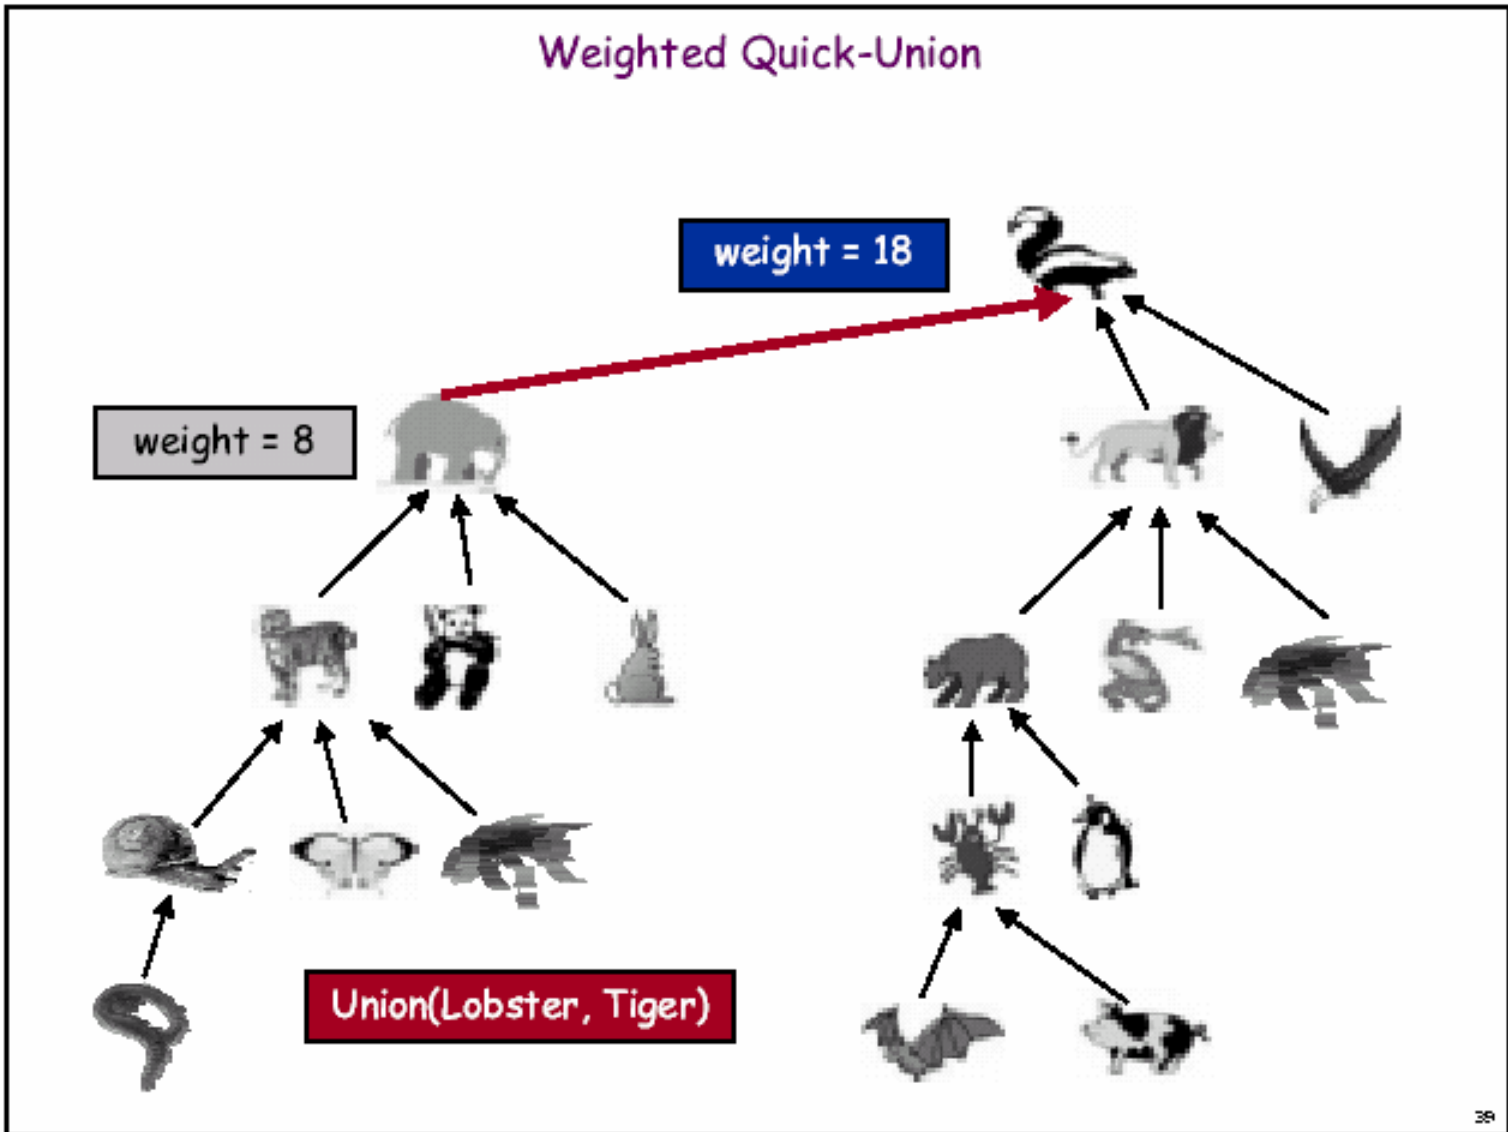 Weighted Quick-Union
weight = 18
weight = 8
Union(Lobster, Tiger)
39